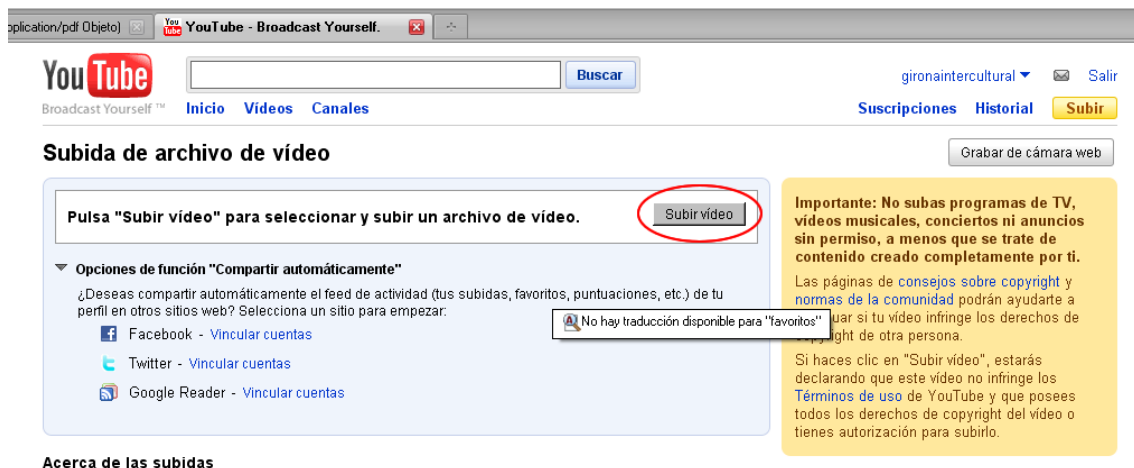 oplication/pdf Objeto) YouTube - Broadcast Yourself.
YouTube Buscar gironaintercultural Salir
Broadcast Yourself ™ Inicio Vídeos Canales Suscripciones Historial Subir
Subida de archivo de vídeo Grabar de cámara web
Pulsa "Subir vídeo" para seleccionar y subir un archivo de vídeo. Subir vídeo
Opciones de función "Compartir automáticamente"
¿Deseas compartir automáticamente el feed de actividad (tus subidas, favoritos, puntuaciones, etc.) de tu
perfil en otros sitios web? Selecciona un sitio para empezar:
No hay traducción disponible para "favoritos"
Facebook - Vincular cuentas
Twitter - Vincular cuentas
Google Reader - Vincular cuentas
Importante: No subas programas de TV,
vídeos musicales, conciertos ni anuncios
sin permiso, a menos que se trate de
contenido creado completamente por ti.
Las páginas de consejos sobre copyright y
normas de la comunidad podrán ayudarte a
uar si tu vídeo infringe los derechos de
copyright de otra persona.
Si haces clic en "Subir vídeo", estarás
declarando que este vídeo no infringe los
Términos de uso de YouTube y que posees
todos los derechos de copyright del vídeo o
tienes autorización para subirlo.
Acerca de las subidas